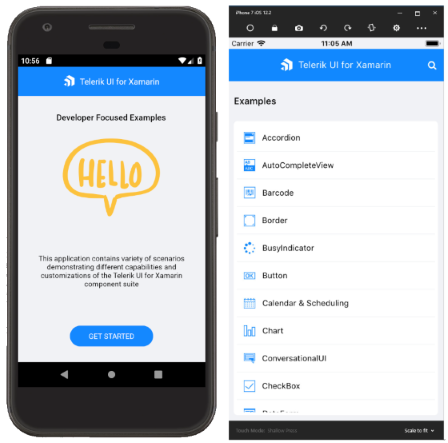 10:56
Telerik UI for Xamarin
Developer Focused Examples
HELLO
This application contains variety of scenarios
demonstrating different capabilities and
customizations of the Telerik UI for Xamarin
component suite
GET STARTED
iPhone 7 iOS 12.2
Carrier
11:05 AM
Telerik UI for Xamarin
Examples
Accordion
AutoCompleteView
Barcode
Border
BusyIndicator
OK
Button
Calendar & Scheduling
Chart
ConversationalUI
CheckBox
Scale to fit